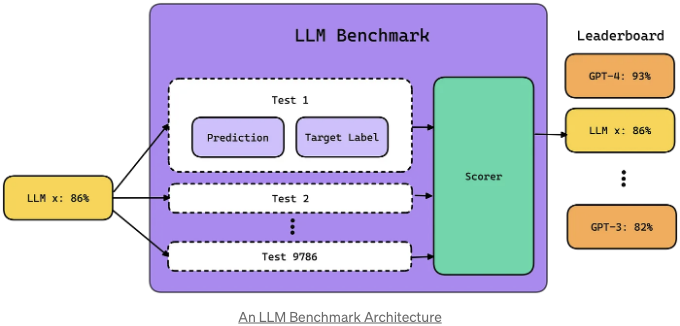 LLM Benchmark
Leaderboard
Test 1
Prediction
Target Label
Test 2
Test 9786
Scorer
LLM x: 86%
GPT-4: 93%
LLM x: 86%
GPT-3: 82%
An LLM Benchmark Architecture